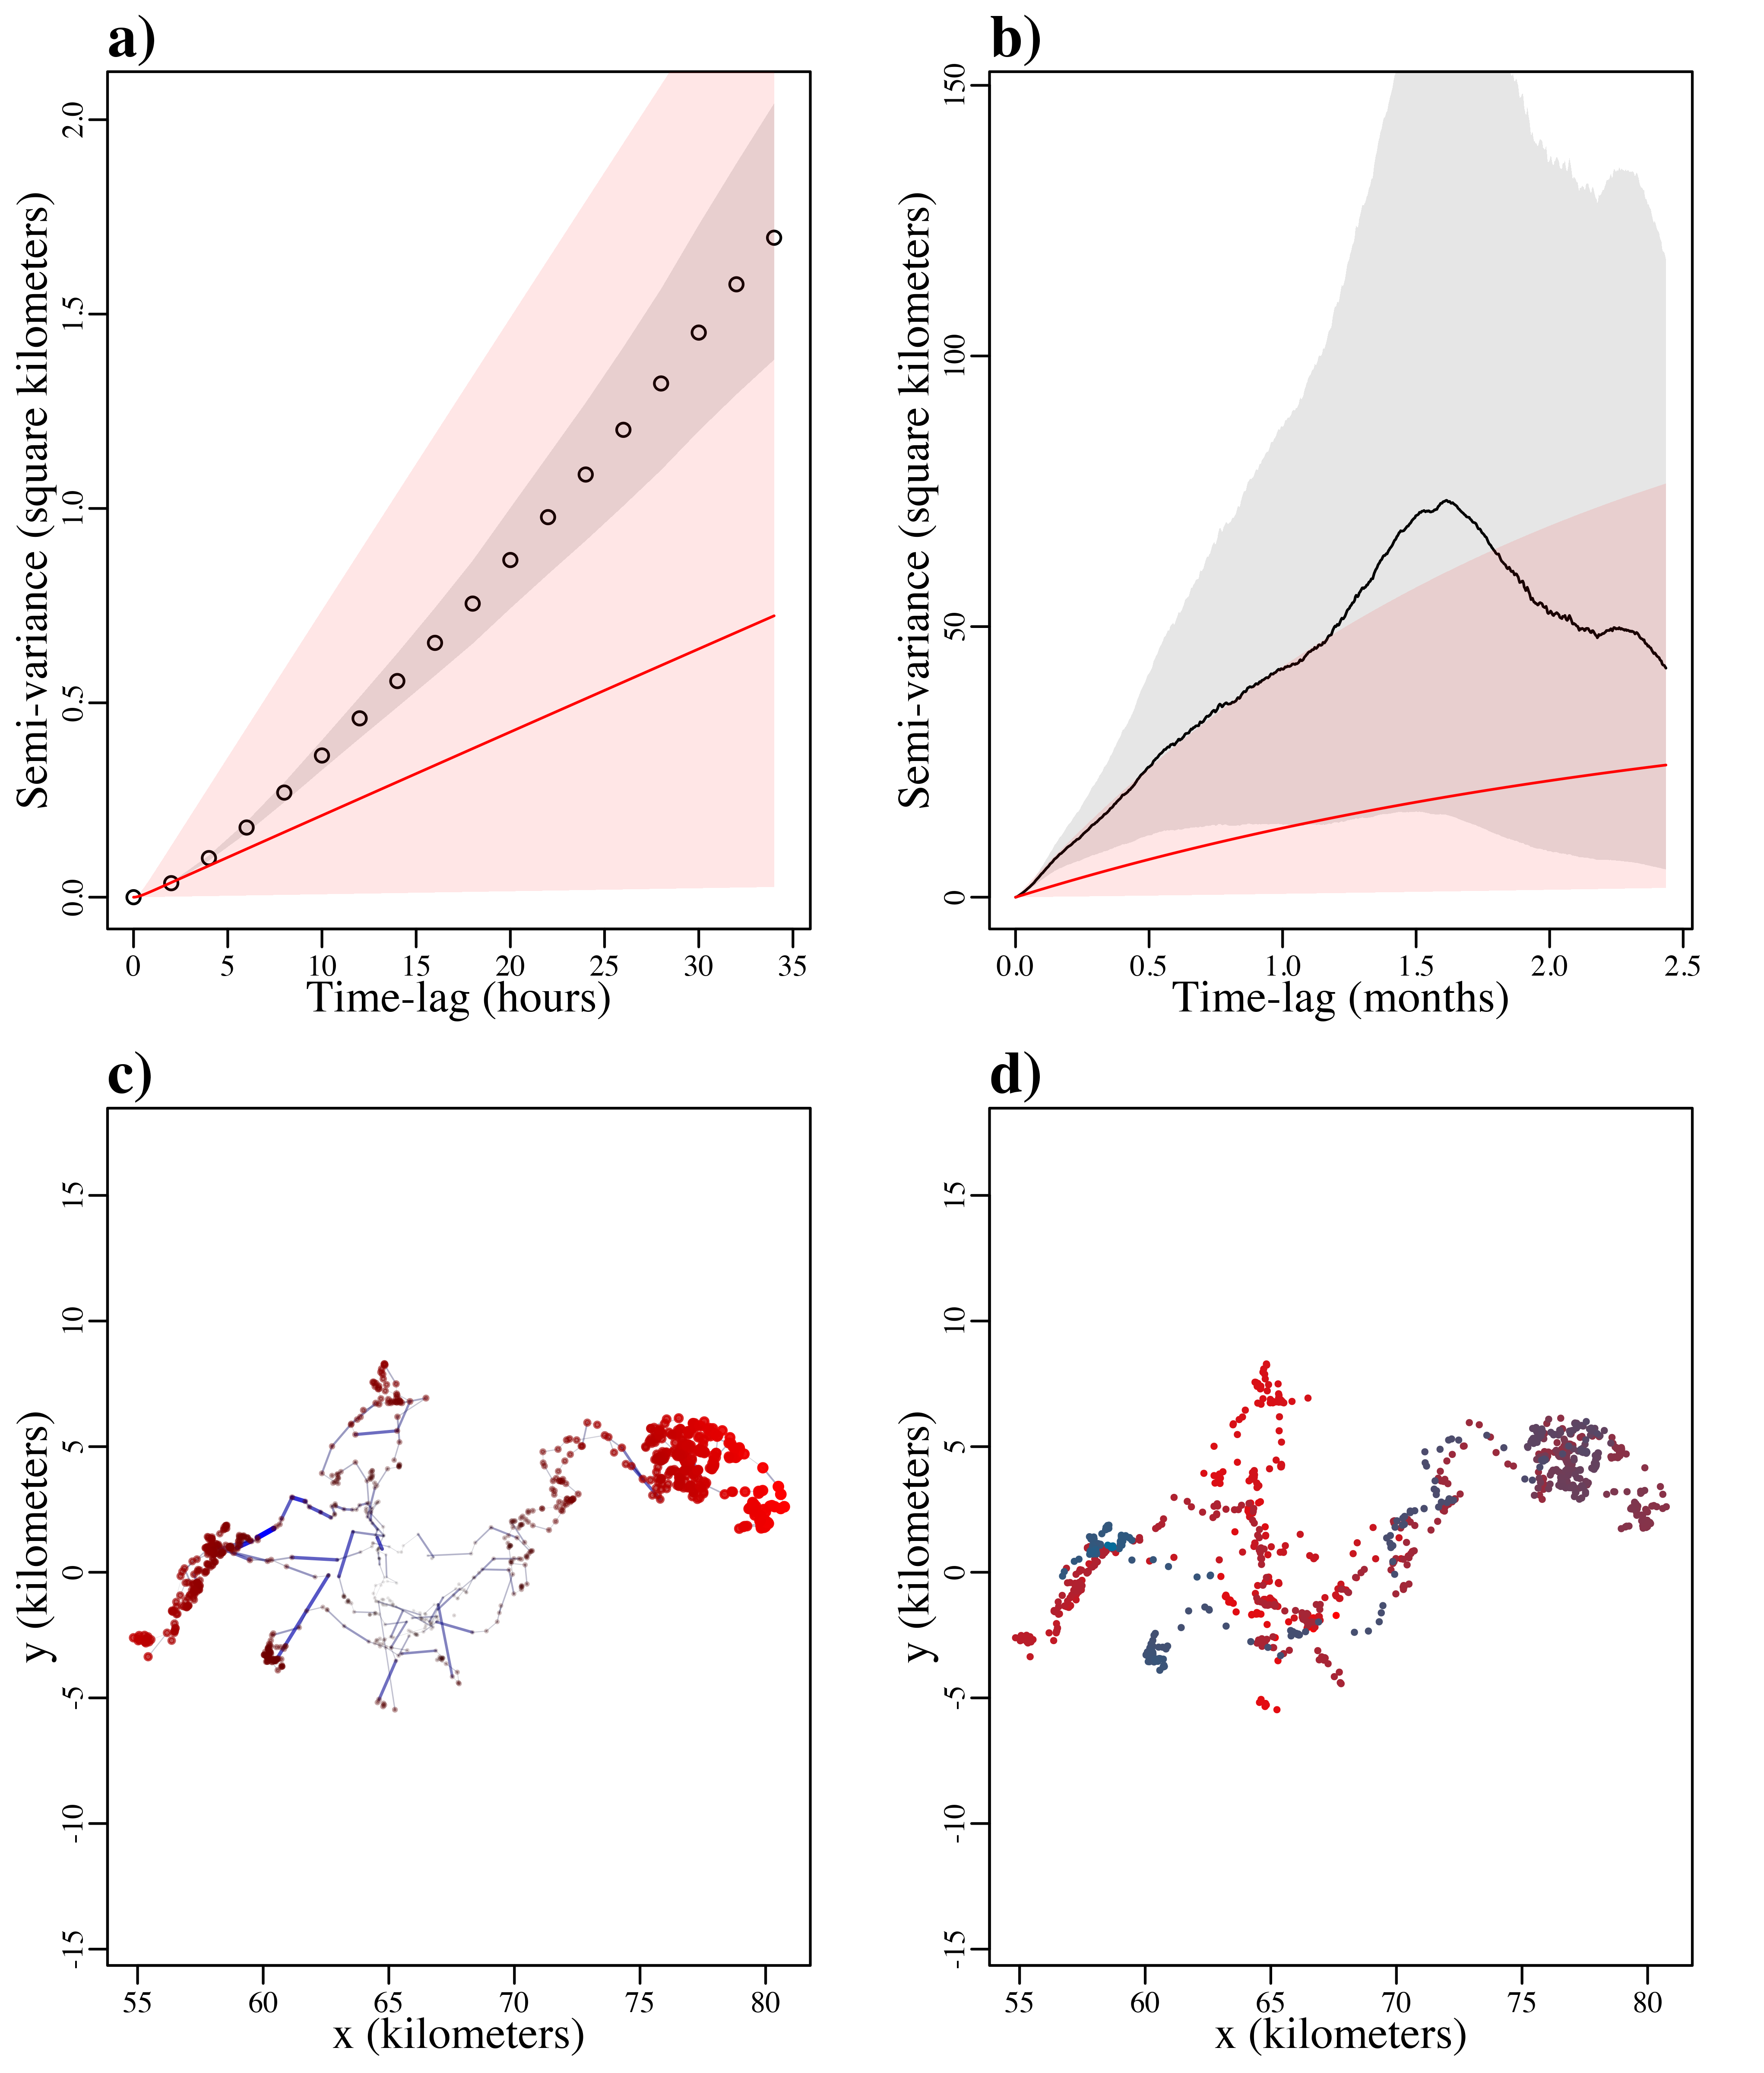 a)
Semi-variance (square kilometers)
2.0
1.5
1.0
0.5
0.0
0 5 10 15 20 25 30 35
Time-lag (hours)
b)
Semi-variance (square kilometers)
150
100
50
0
0.0 0.5 1.0 1.5 2.0 2.5
Time-lag (months)
c)
y (kilometers)
15
10
5
0
-5
-10
-15
55 60 65 70 75 80
x (kilometers)
d)
y (kilometers)
15
10
5
0
-5
-10
-15
55 60 65 70 75 80
x (kilometers)